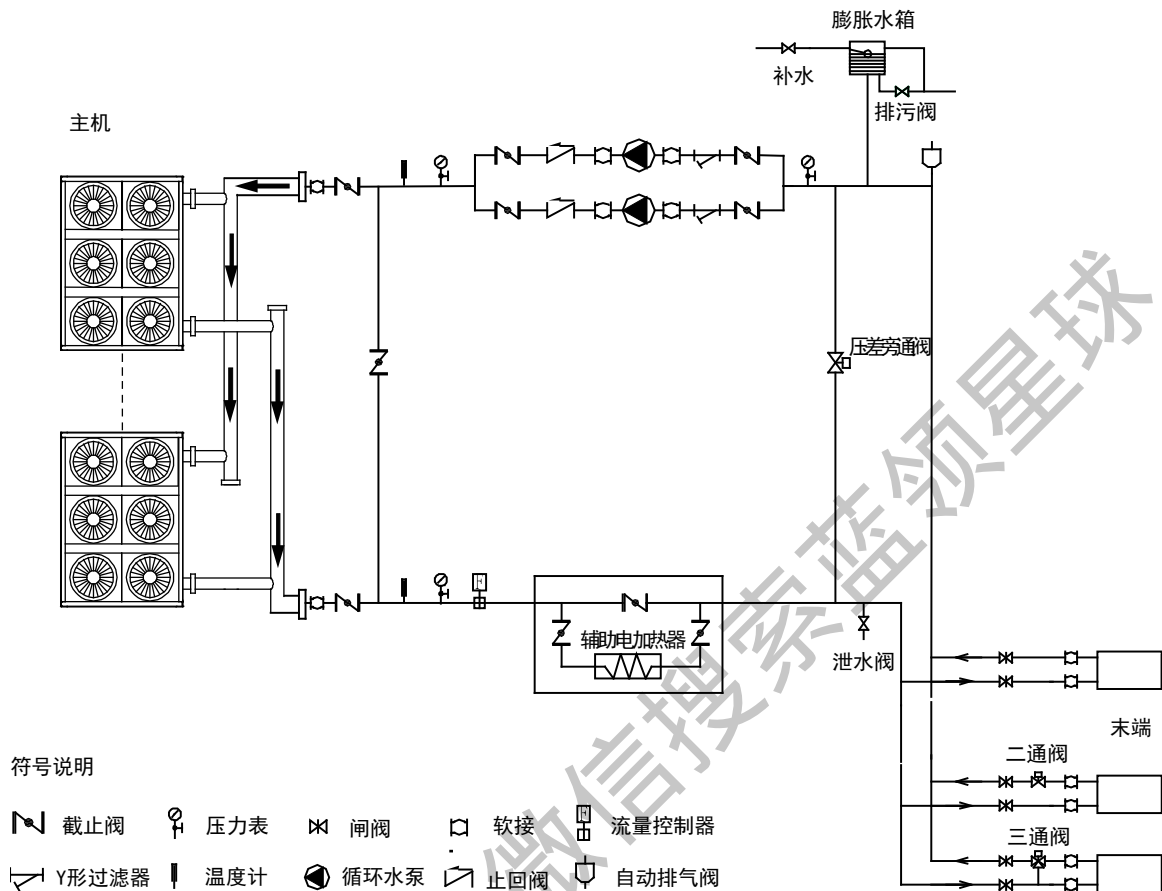 膨胀水箱
补水
排污阀
主机
压差旁通阀
辅助电加热器
泄水阀
末端
二通阀
三通阀
符号说明
截止阀
压力表
闸阀
软接
流量控制器
Y形过滤器
温度计
循环水泵
止回阀
自动排气阀
微信搜索蓝领星球